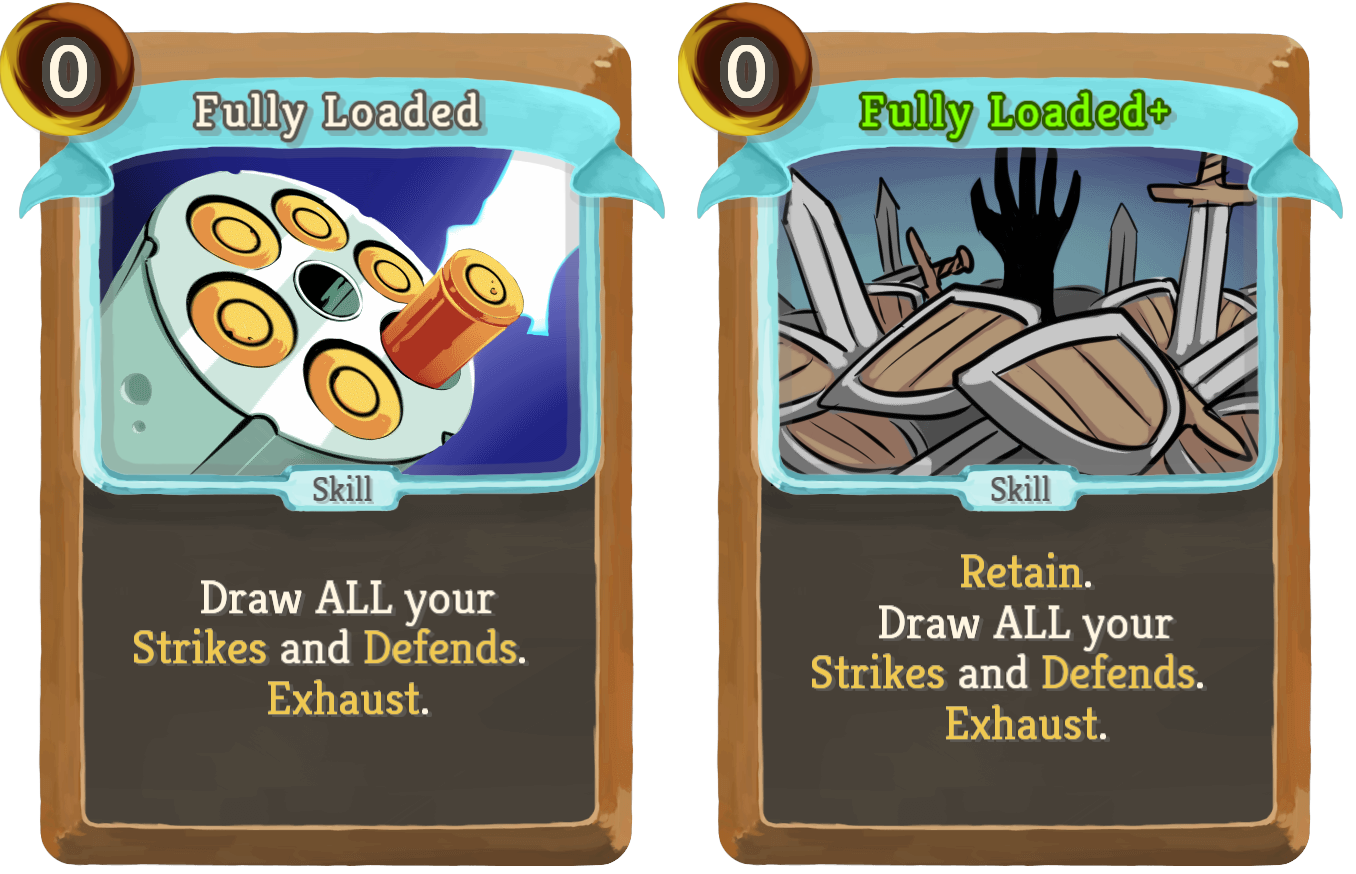 0
Fully Loaded
Skill
Draw ALL your
Strikes and Defends.
Exhaust.
0
Fully Loaded+
Skill
Retain.
Draw ALL your
Strikes and Defends.
Exhaust.